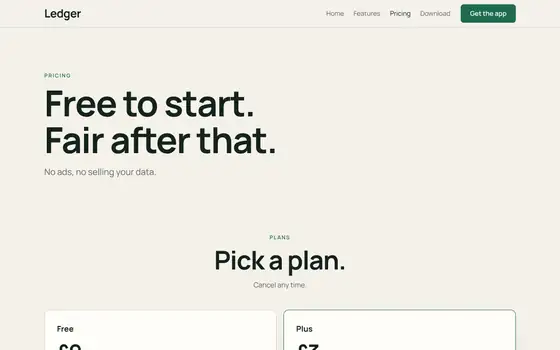 Ledger
Home Features Pricing Download Get the app
PRICING
Free to start.
Fair after that.
No ads, no selling your data.
PLANS
Pick a plan.
Cancel any time.
Free Plus